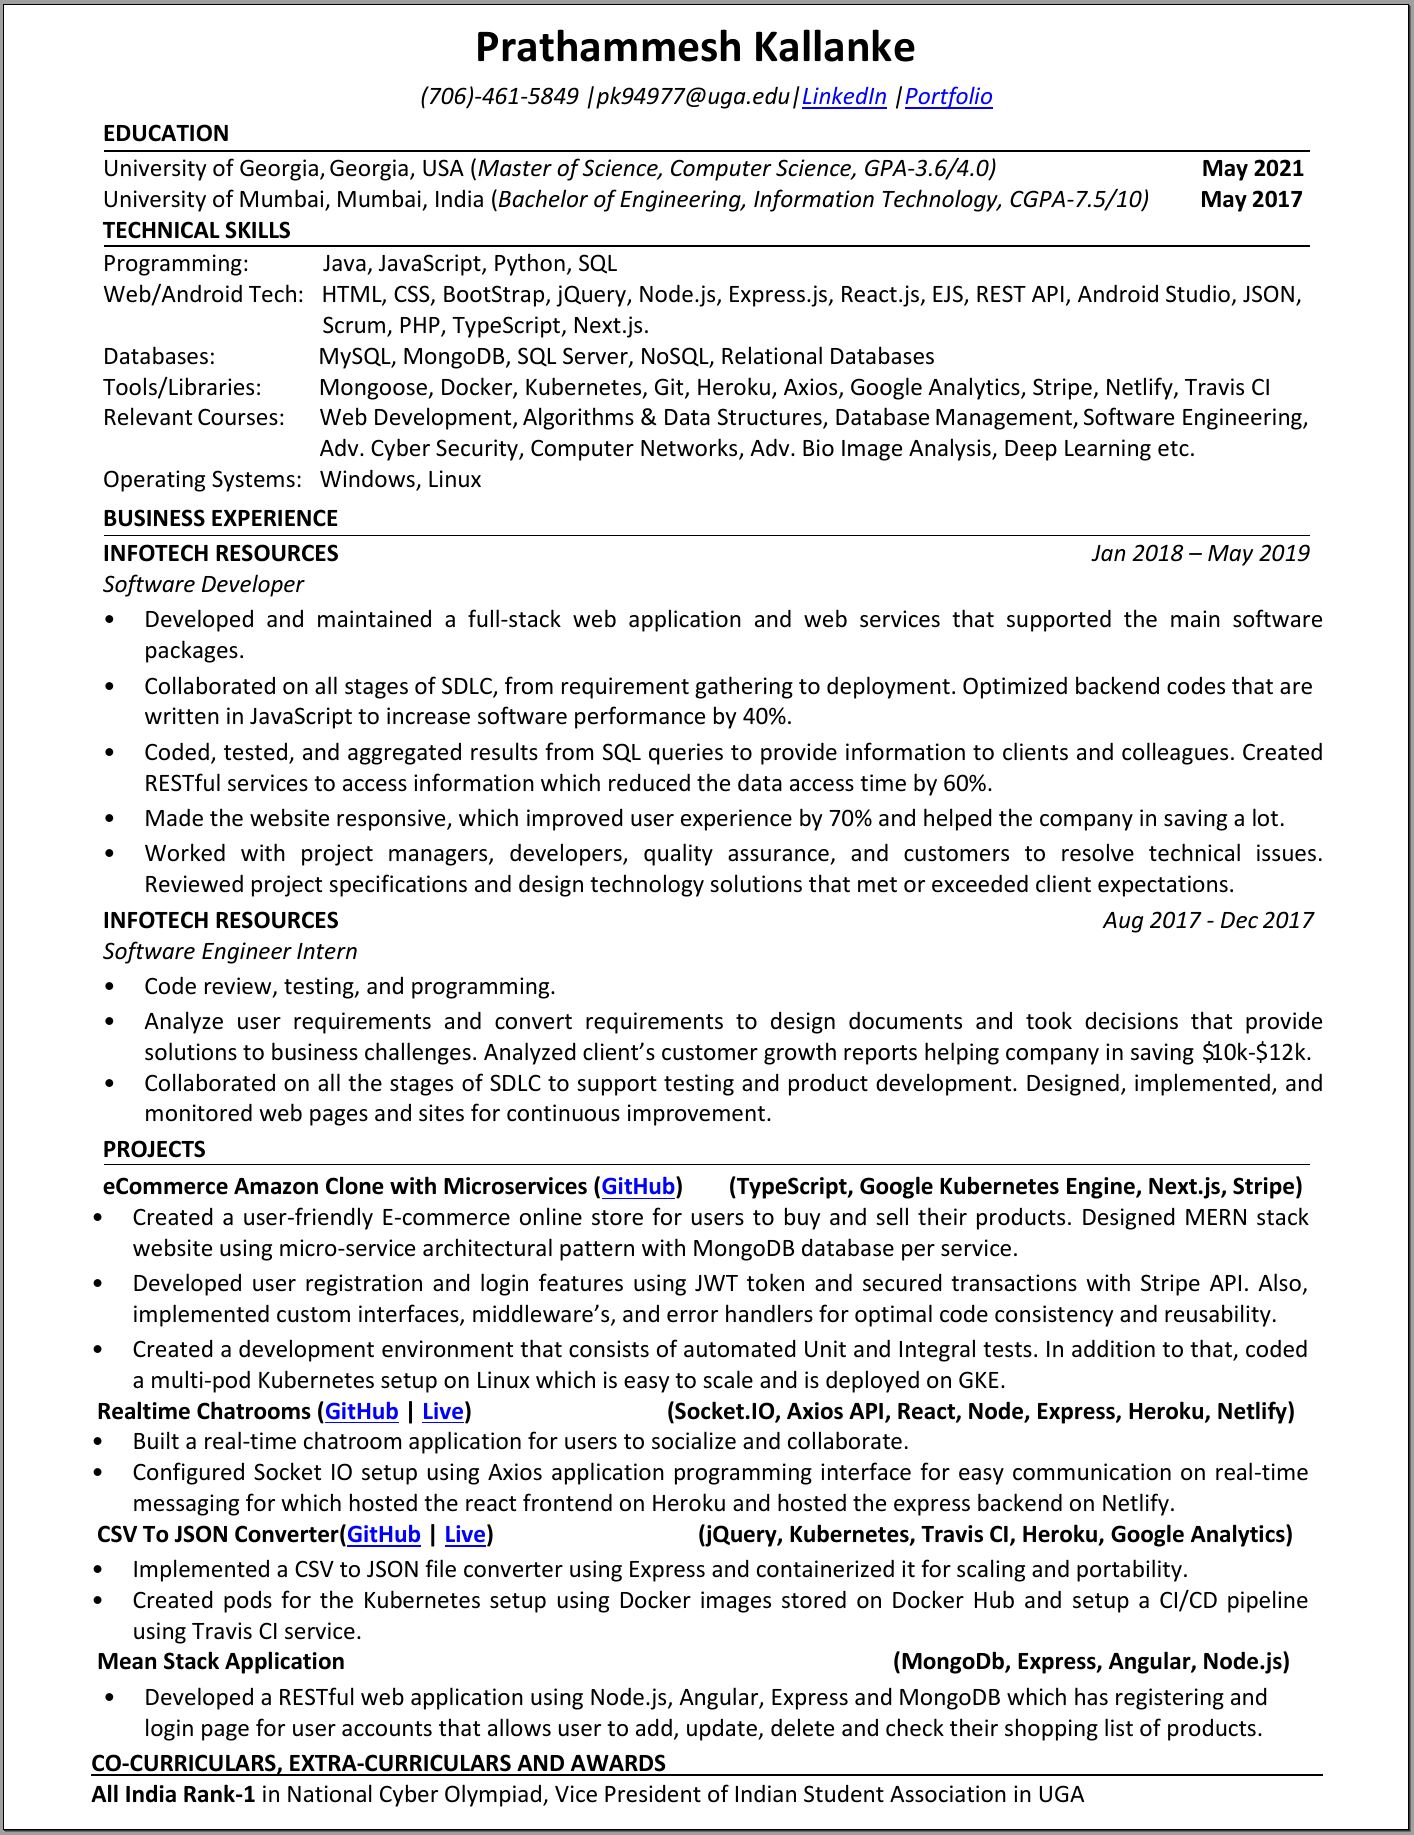 Prathammesh Kallanke
(706)-461-5849 |pk94977@uga.edu|LinkedIn |Portfolio
EDUCATION
University of Georgia, Georgia, USA (Master of Science, Computer Science, GPA-3.6/4.0) May 2021
University of Mumbai, Mumbai, India (Bachelor of Engineering, Information Technology, CGPA-7.5/10) May 2017
TECHNICAL SKILLS
Programming: Java, JavaScript, Python, SQL
Web/Android Tech: HTML, CSS, BootStrap, jQuery, Node.js, Express.js, React.js, EJS, REST API, Android Studio, JSON,
Scrum, PHP, TypeScript, Next.js.
Databases: MySQL, MongoDB, SQL Server, NoSQL, Relational Databases
Tools/Libraries: Mongoose, Docker, Kubernetes, Git, Heroku, Axios, Google Analytics, Stripe, Netlify, Travis CI
Relevant Courses: Web Development, Algorithms & Data Structures, Database Management, Software Engineering,
Adv. Cyber Security, Computer Networks, Adv. Bio Image Analysis, Deep Learning etc.
Operating Systems: Windows, Linux
BUSINESS EXPERIENCE
INFOTECH RESOURCES Jan 2018 – May 2019
Software Developer
• Developed and maintained a full-stack web application and web services that supported the main software
packages.
• Collaborated on all stages of SDLC, from requirement gathering to deployment. Optimized backend codes that are
written in JavaScript to increase software performance by 40%.
• Coded, tested, and aggregated results from SQL queries to provide information to clients and colleagues. Created
RESTful services to access information which reduced the data access time by 60%.
• Made the website responsive, which improved user experience by 70% and helped the company in saving a lot.
• Worked with project managers, developers, quality assurance, and customers to resolve technical issues.
Reviewed project specifications and design technology solutions that met or exceeded client expectations.
INFOTECH RESOURCES Aug 2017 - Dec 2017
Software Engineer Intern
• Code review, testing, and programming.
• Analyze user requirements and convert requirements to design documents and took decisions that provide
solutions to business challenges. Analyzed client’s customer growth reports helping company in saving $10k-$12k.
• Collaborated on all the stages of SDLC to support testing and product development. Designed, implemented, and
monitored web pages and sites for continuous improvement.
PROJECTS
eCommerce Amazon Clone with Microservices (GitHub) (TypeScript, Google Kubernetes Engine, Next.js, Stripe)
• Created a user-friendly E-commerce online store for users to buy and sell their products. Designed MERN stack
website using micro-service architectural pattern with MongoDB database per service.
• Developed user registration and login features using JWT token and secured transactions with Stripe API. Also,
implemented custom interfaces, middleware’s, and error handlers for optimal code consistency and reusability.
• Created a development environment that consists of automated Unit and Integral tests. In addition to that, coded
a multi-pod Kubernetes setup on Linux which is easy to scale and is deployed on GKE.
Realtime Chatrooms (GitHub | Live) (Socket.IO, Axios API, React, Node, Express, Heroku, Netlify)
• Built a real-time chatroom application for users to socialize and collaborate.
• Configured Socket IO setup using Axios application programming interface for easy communication on real-time
messaging for which hosted the react frontend on Heroku and hosted the express backend on Netlify.
CSV To JSON Converter(GitHub | Live) (jQuery, Kubernetes, Travis CI, Heroku, Google Analytics)
• Implemented a CSV to JSON file converter using Express and containerized it for scaling and portability.
• Created pods for the Kubernetes setup using Docker images stored on Docker Hub and setup a CI/CD pipeline
using Travis CI service.
Mean Stack Application (MongoDb, Express, Angular, Node.js)
• Developed a RESTful web application using Node.js, Angular, Express and MongoDB which has registering and
login page for user accounts that allows user to add, update, delete and check their shopping list of products.
CO-CURRICULARS, EXTRA-CURRICULARS AND AWARDS
All India Rank-1 in National Cyber Olympiad, Vice President of Indian Student Association in UGA